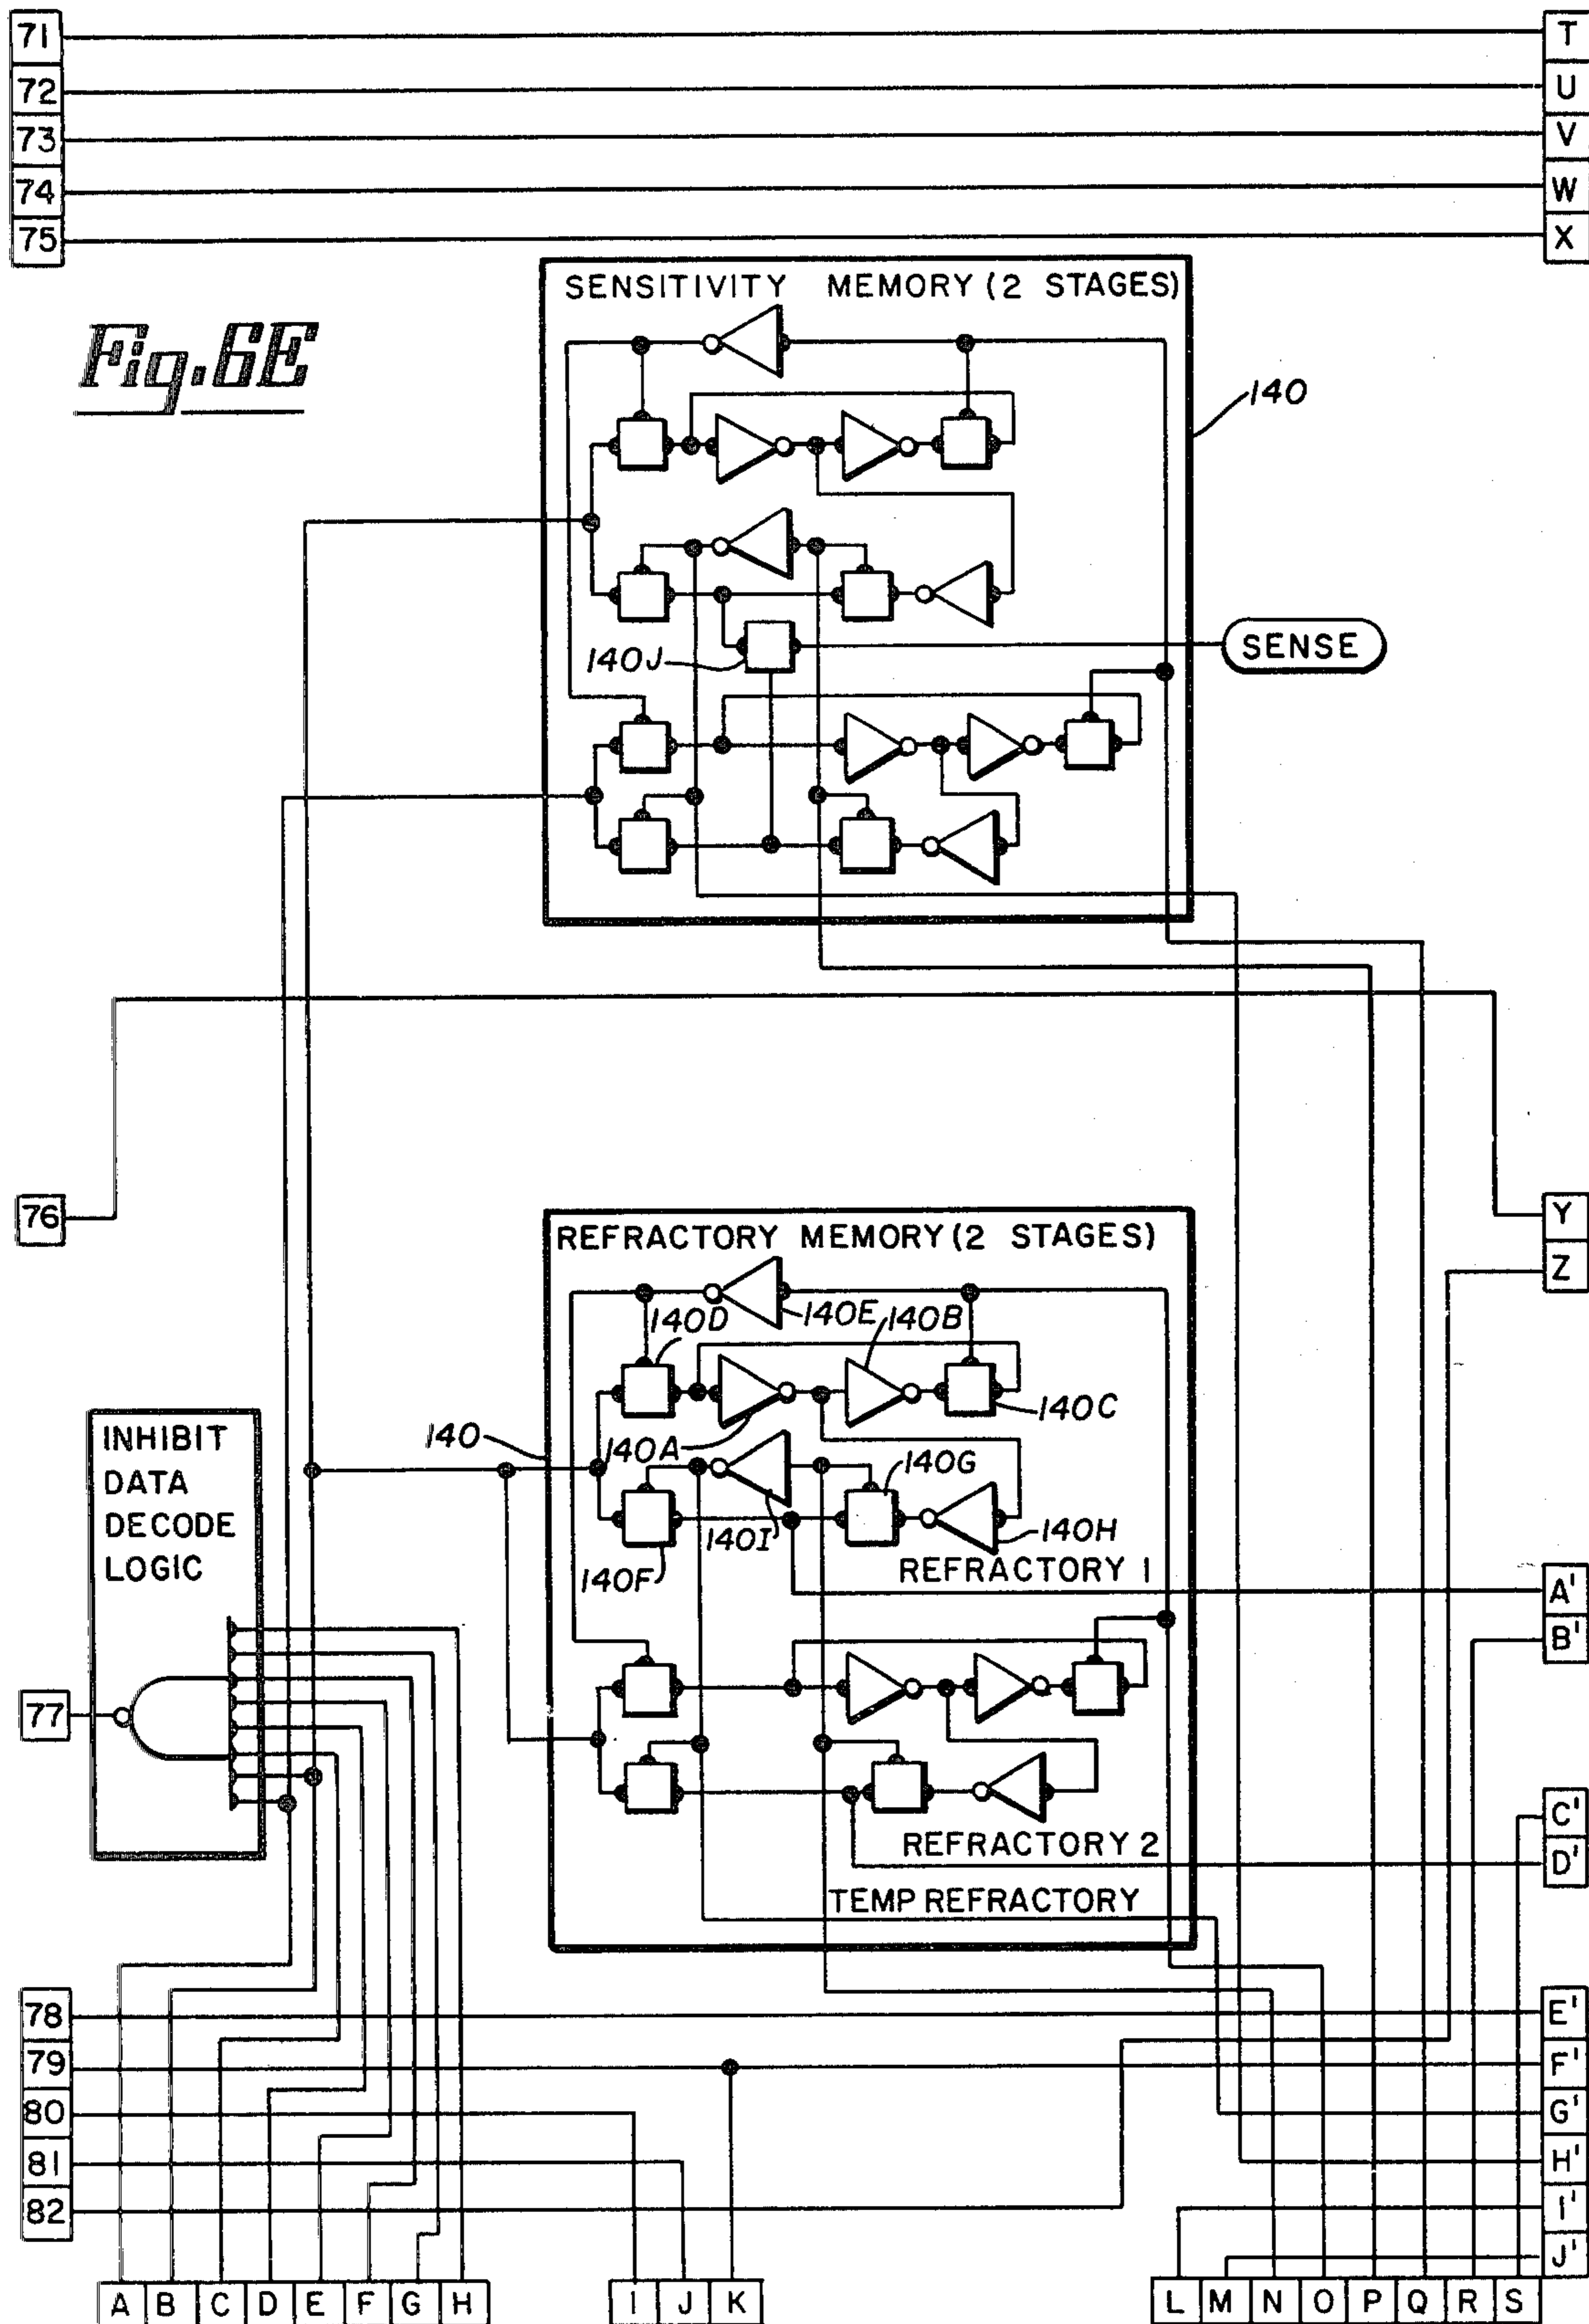 71 T
72 U
73 V
74 W
75 X
SENSITIVITY MEMORY (2 STAGES)
Fig. 6E
140
140J
SENSE
76 Y
Z
REFRACTORY MEMORY (2 STAGES)
140D
140E
140B
140C
140
140A
140G
140I
140H
140F
REFRACTORY 1
INHIBIT
DATA
DECODE
LOGIC
A'
B'
77
C'
REFRACTORY 2
D'
TEMP REFRACTORY
78 E'
79 F'
80 G'
81 H'
82 I'
J'
A B C D E F G H I J K L M N O P Q R S